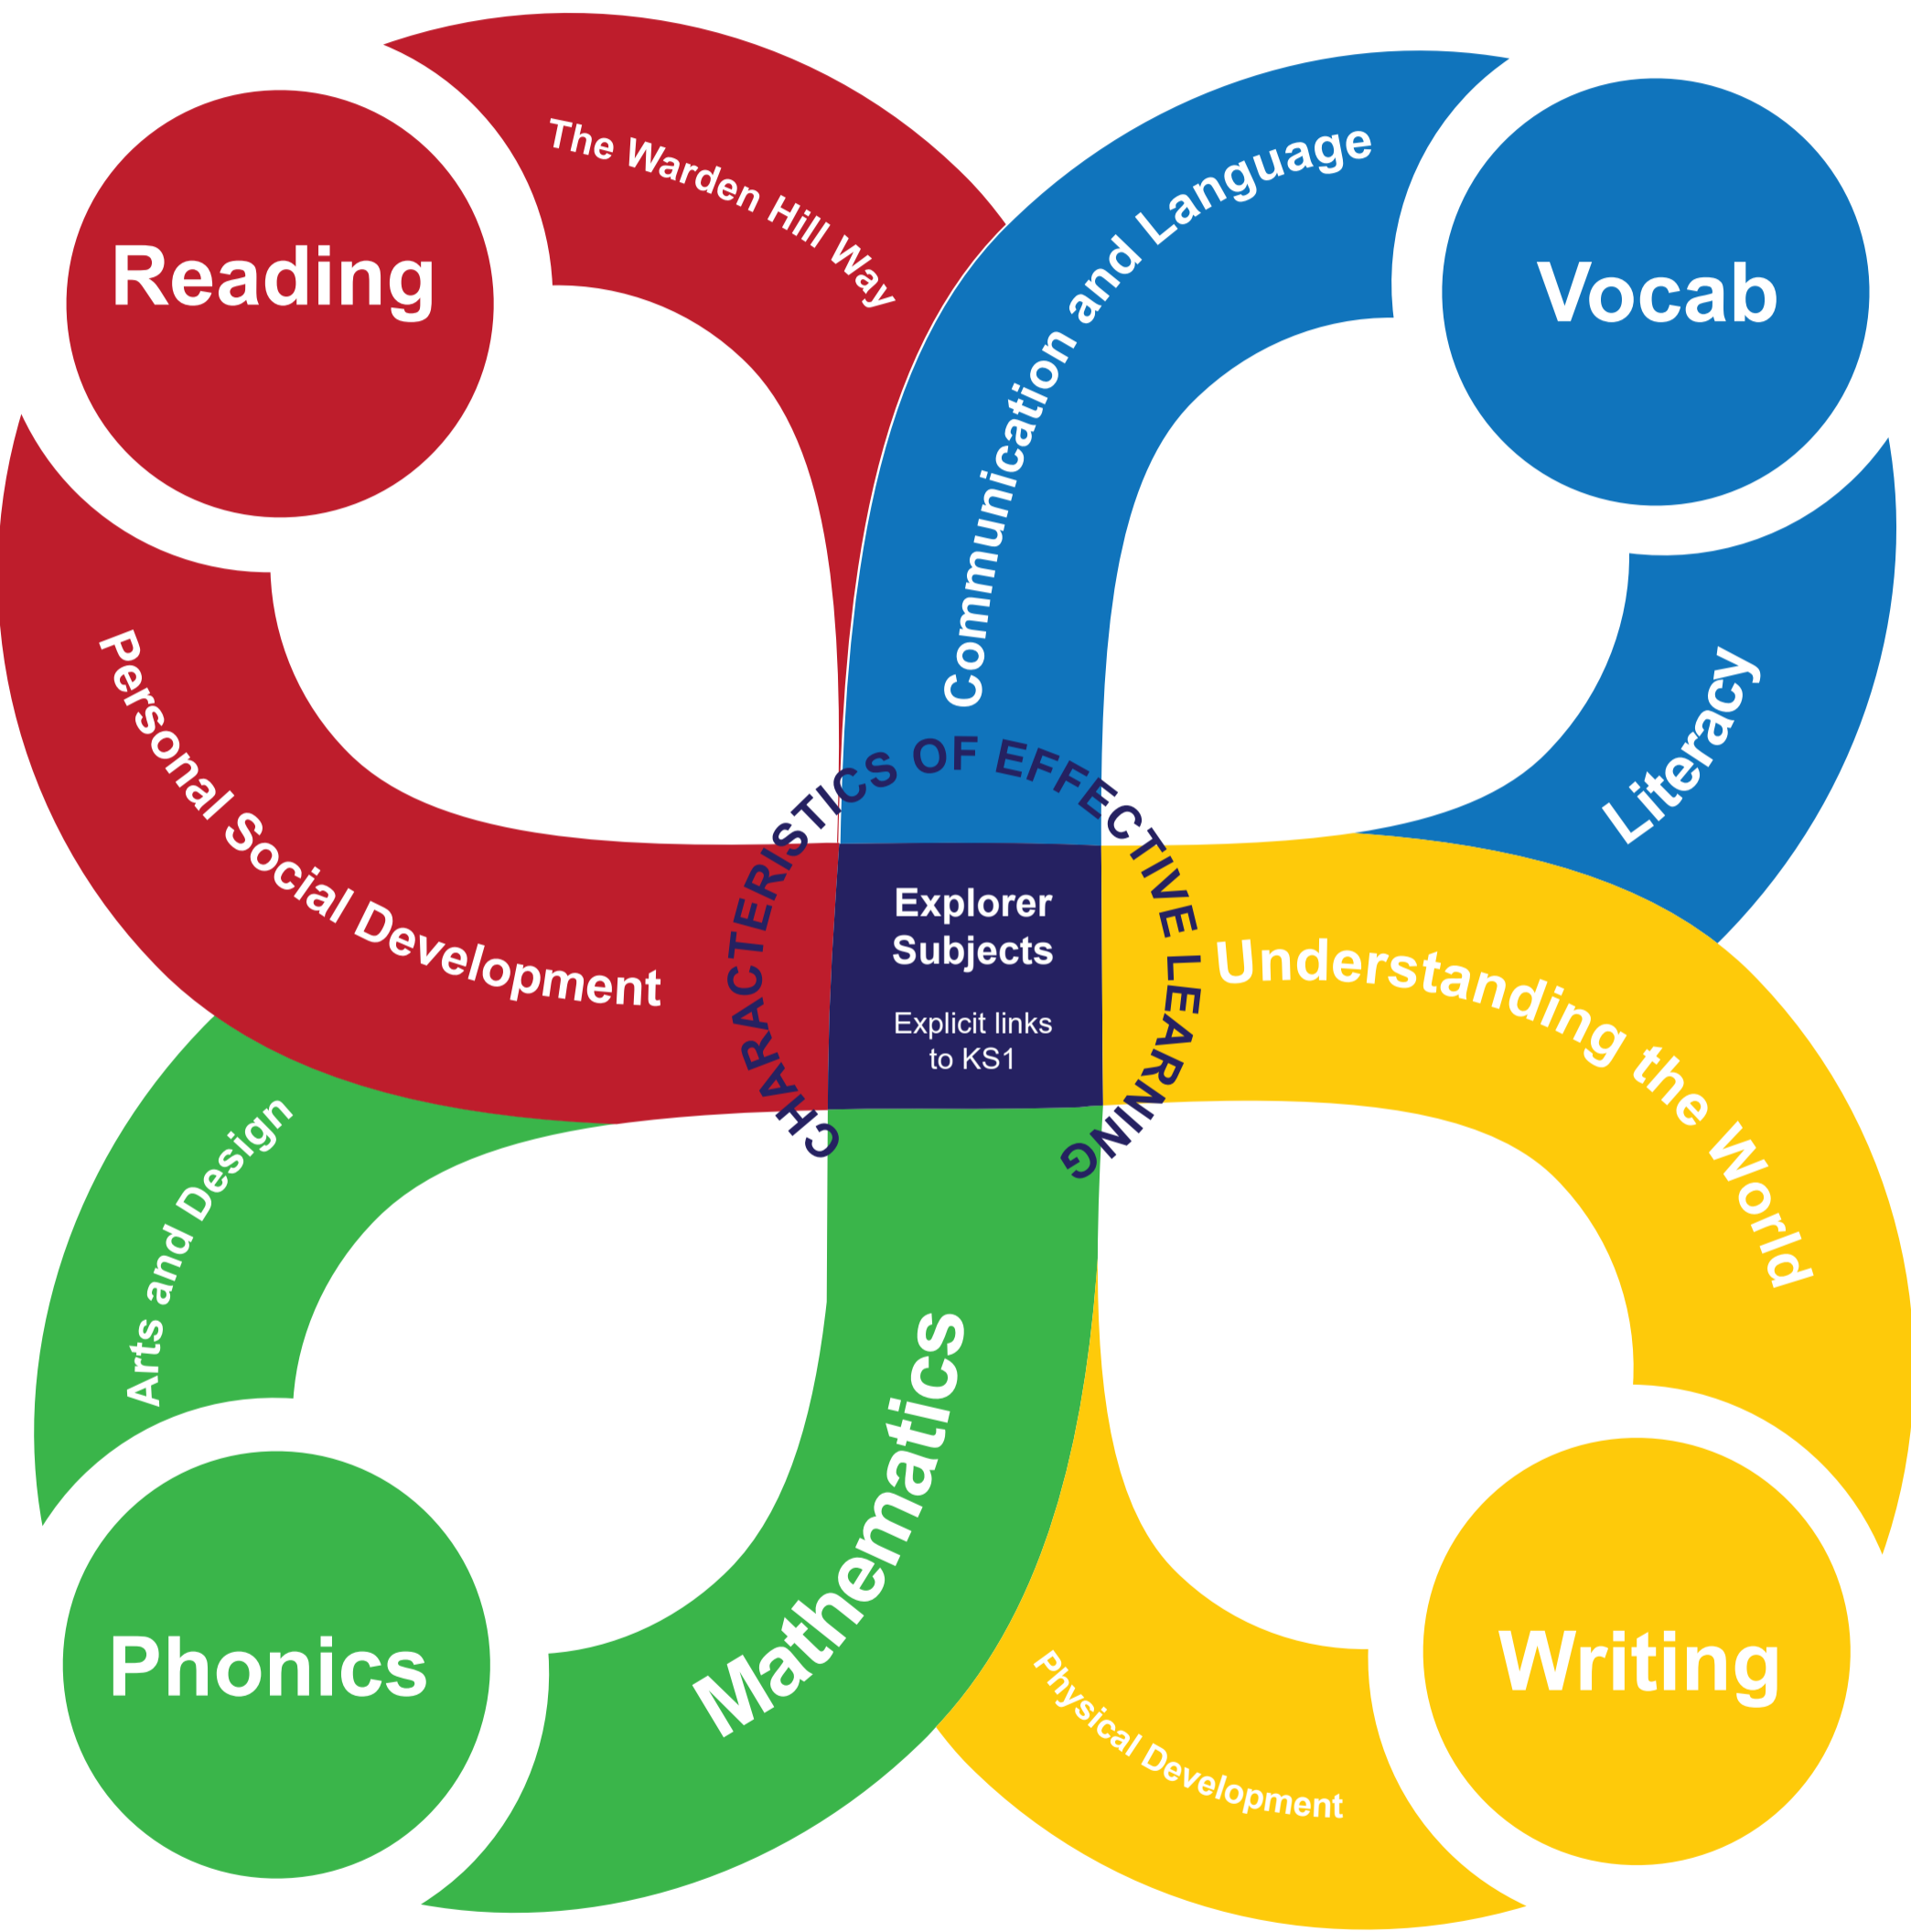 The Warden Hill Way
Communication and Language
Reading
Vocab
Personal Social Development
Literacy
CHARACTERISTICS OF EFFECTIVE LEARNING
Explorer
Subjects
Explicit links
to KS1
Understanding the World
Arts and Design
Mathematics
Phonics
Writing
Physical Development